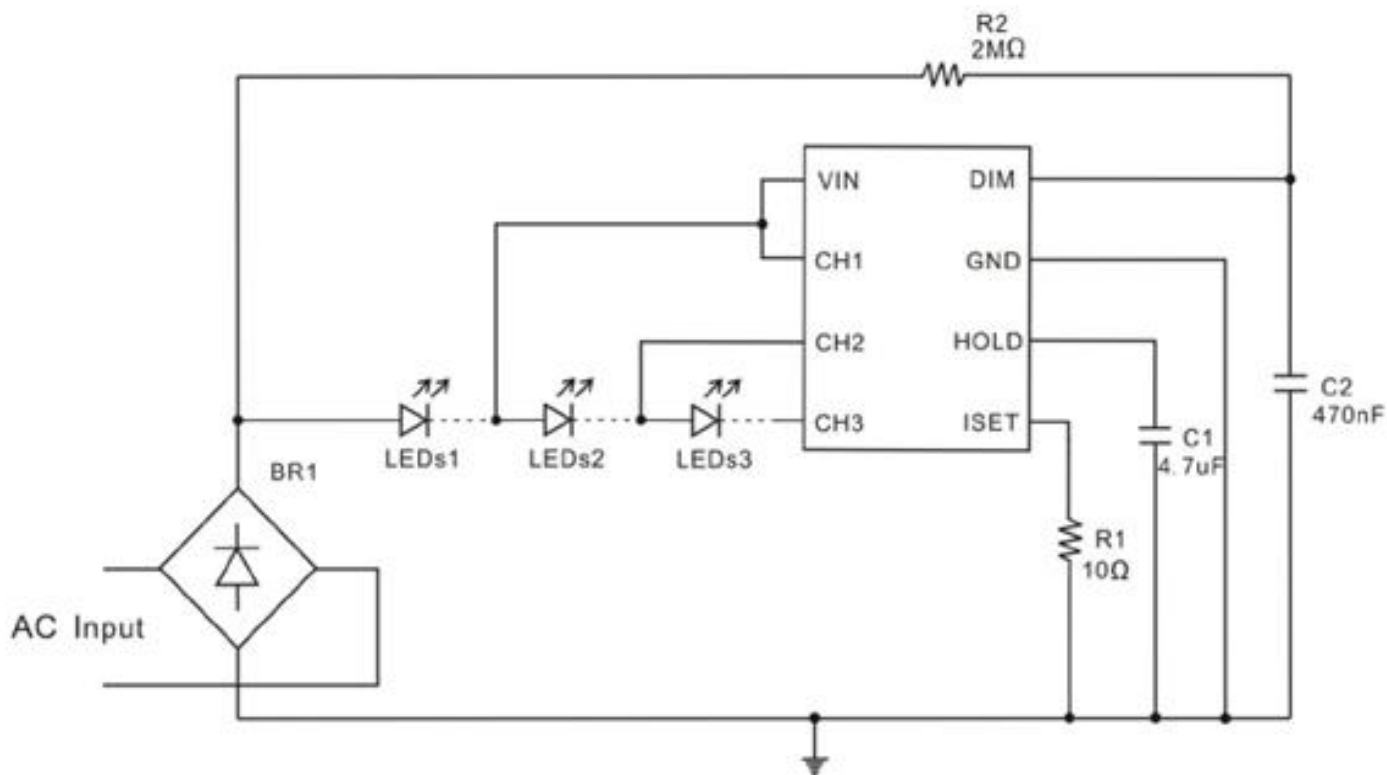 R2
2MΩ
VIN
DIM
CH1
GND
CH2
HOLD
CH3
ISET
LEDs1
LEDs2
LEDs3
C2
470nF
C1
4.7uF
BR1
R1
10Ω
AC Input